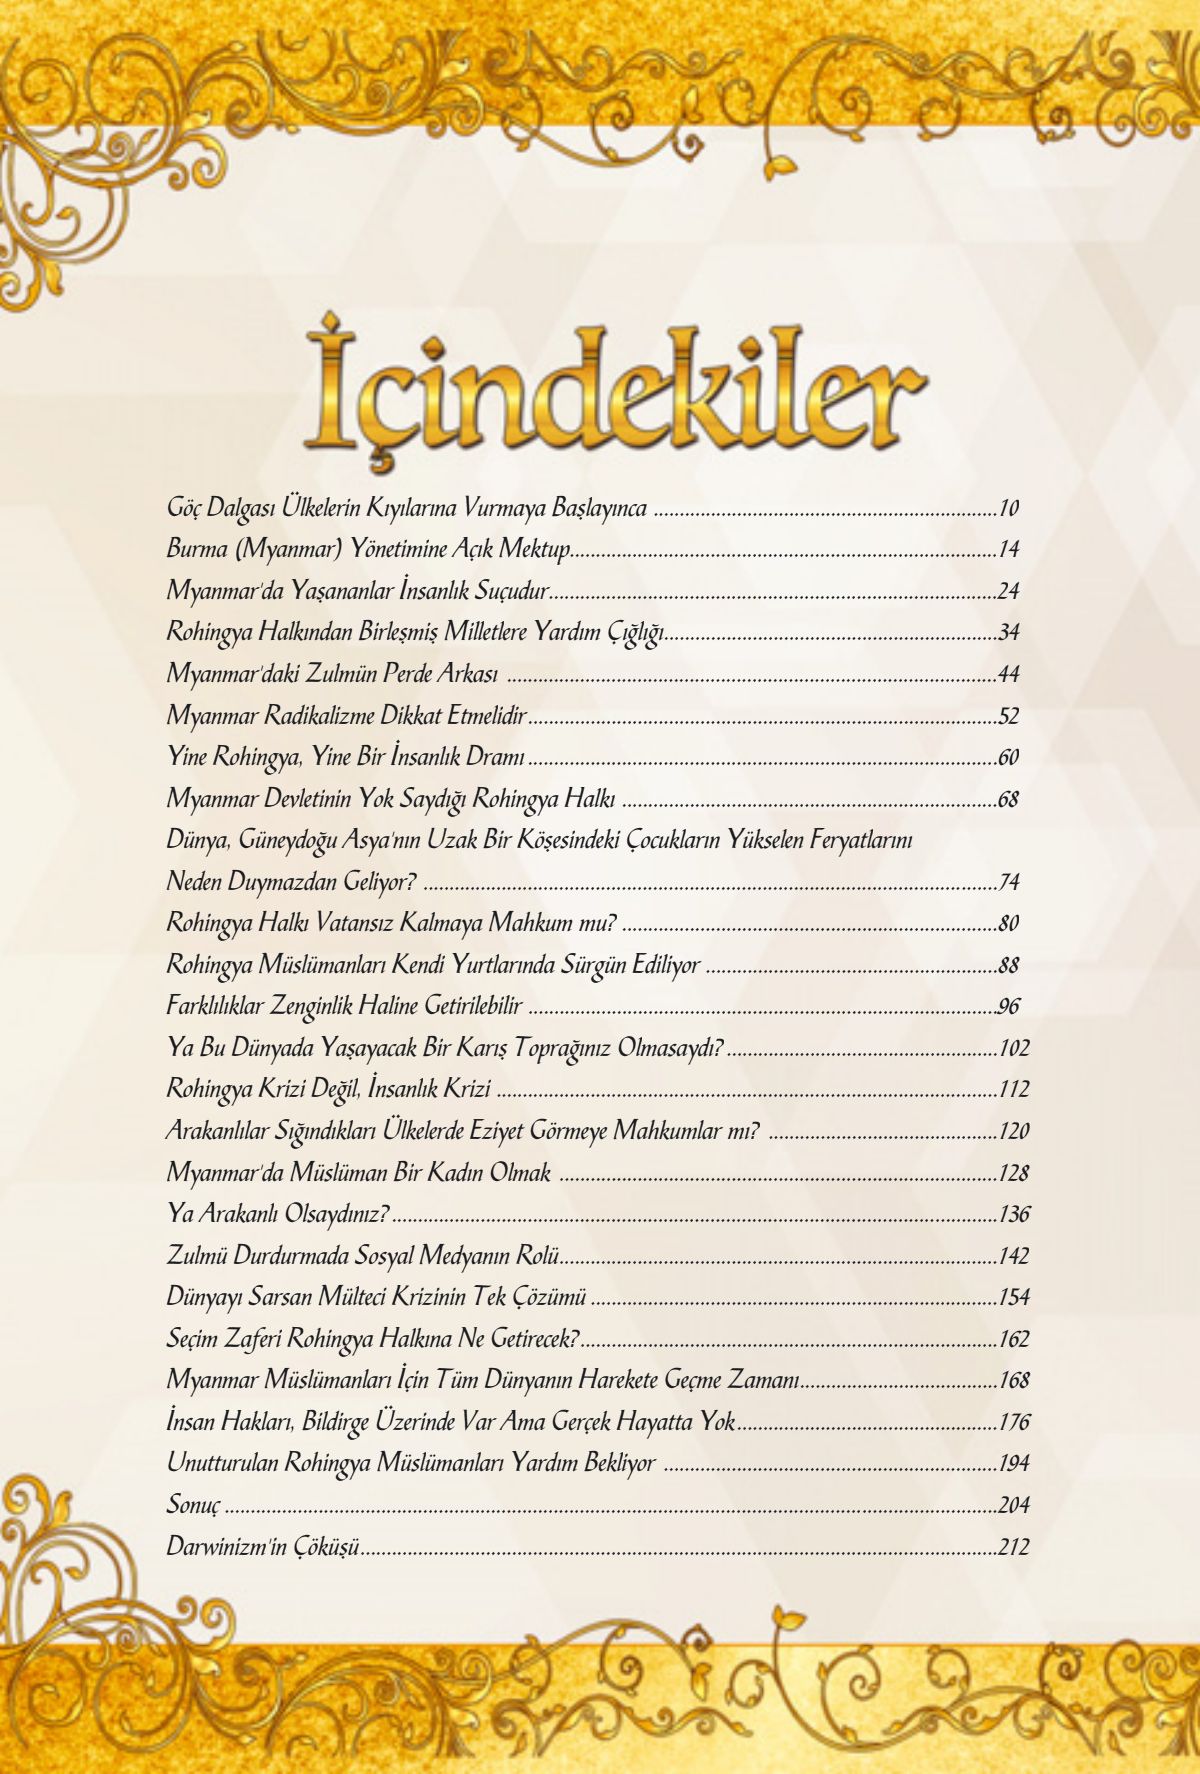 İçindekiler
Göç Dalgası Ülkelerin Kıyılarına Vurmaya Başlayınca ........................................................10
Burma (Myanmar) Yönetimine Açık Mektup......................................................................14
Myanmar'da Yaşananlar İnsanlık Suçudur.........................................................................24
Rohingya Halkından Birleşmiş Milletlere Yardım Çığlığı......................................................34
Myanmar'daki Zulmün Perde Arkası ................................................................................44
Myanmar Radikalizme Dikkat Etmelidir.............................................................................52
Yine Rohingya, Yine Bir İnsanlık Dramı .............................................................................60
Myanmar Devletinin Yok Saydığı Rohingya Halkı .............................................................68
Dünya, Güneydoğu Asya'nın Uzak Bir Köşesindeki Çocukların Yükselen Feryatlarını
Neden Duymazdan Geliyor? ..............................................................................................74
Rohingya Halkı Vatansız Kalmaya Mahkum mu? .............................................................80
Rohingya Müslümanları Kendi Yurtlarında Sürgün Ediliyor ................................................88
Farklılıklar Zenginlik Haline Getirilebilir .............................................................................96
Ya Bu Dünyada Yaşayacak Bir Karış Toprağınız Olmasaydı? ............................................102
Rohingya Krizi Değil, İnsanlık Krizi ..................................................................................112
Arakanlılar Sığındıkları Ülkelerde Eziyet Görmeye Mahkumlar mı? .....................................120
Myanmar'da Müslüman Bir Kadın Olmak ........................................................................128
Ya Arakanlı Olsaydınız? ...................................................................................................136
Zulmü Durdurmada Sosyal Medyanın Rolü.......................................................................142
Dünyayı Sarsan Mülteci Krizinin Tek Çözümü ..................................................................154
Seçim Zaferi Rohingya Halkına Ne Getirecek?....................................................................162
Myanmar Müslümanları İçin Tüm Dünyanın Harekete Geçme Zamanı................................168
İnsan Hakları, Bildirge Üzerinde Var Ama Gerçek Hayatta Yok..........................................176
Unutturulan Rohingya Müslümanları Yardım Bekliyor ......................................................194
Sonuç ..............................................................................................................................204
Darwinizm'in Çöküşü........................................................................................................212